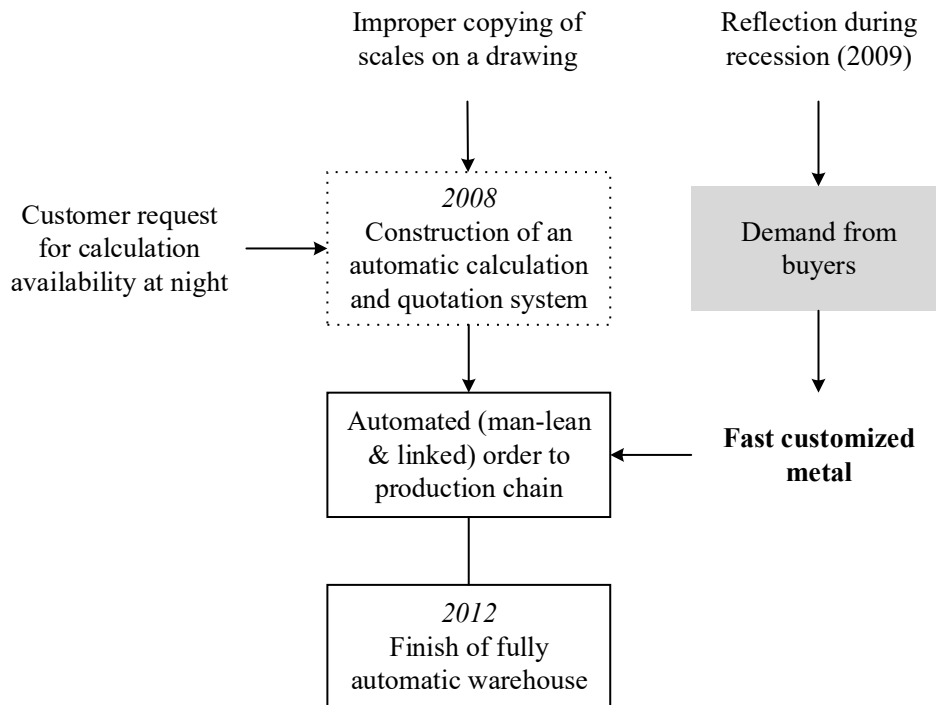 Improper copying of
scales on a drawing
Reflection during
recession (2009)
Customer request
for calculation
availability at night
2008
Construction of an
automatic calculation
and quotation system
Demand from
buyers
Automated (man-lean
& linked) order to
production chain
Fast customized
metal
2012
Finish of fully
automatic warehouse